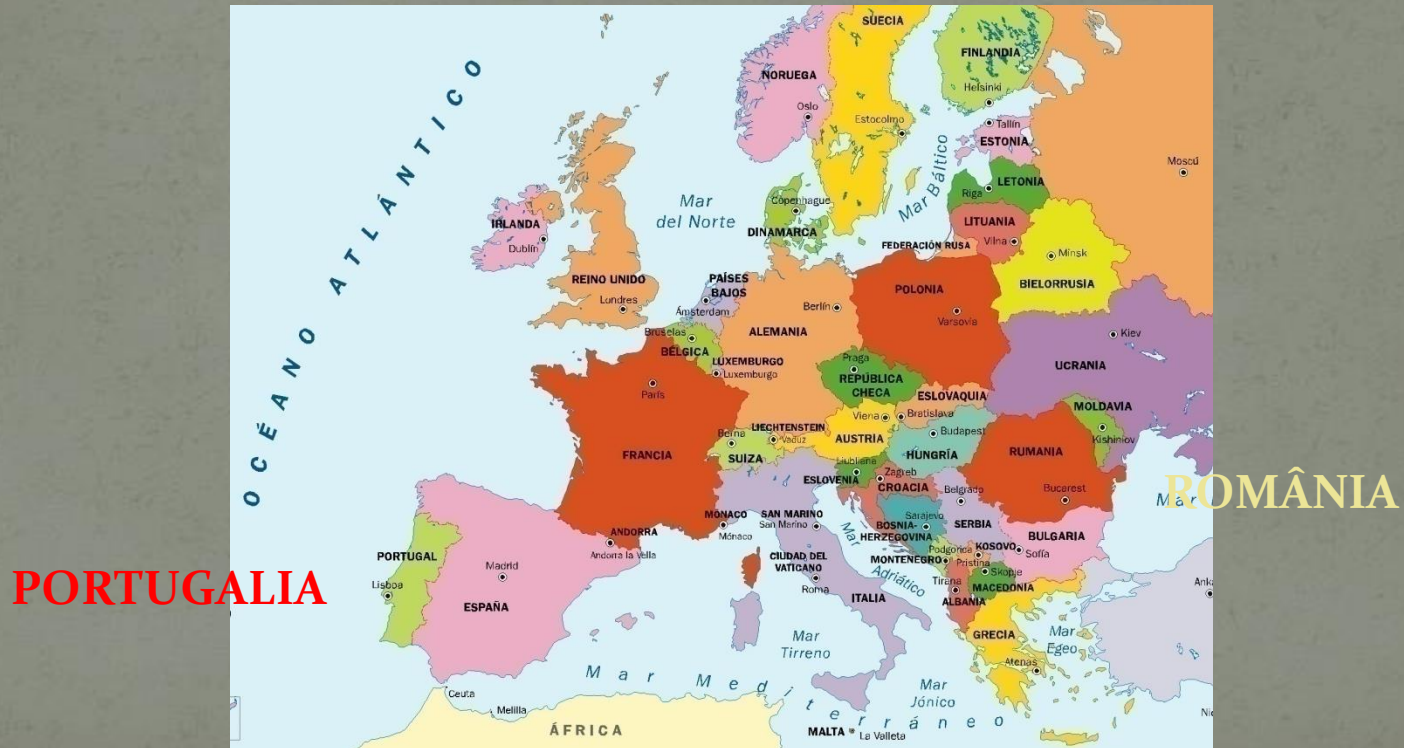 SUECIA
FINLANDIA
NORUEGA
Helsinki
Oslo
Estocolmo
Tallín
ESTONIA
OCÉANO ATLÁNTICO
Mar Báltico
Moscú
LETONIA
Riga
Mar
del Norte
Copenhague
DINAMARCA
LITUANIA
Vilna
IRLANDA
Dublín
FEDERACIÓN RUSA
Minsk
BIELORRUSIA
REINO UNIDO
Londres
PAÍSES
BAJOS
Ámsterdam
Berlín
POLONIA
Varsovia
ALEMANIA
Bruselas
BÉLGICA
Kiev
UCRANIA
LUXEMBURGO
Luxemburgo
París
Praga
REPÚBLICA
CHECA
ESLOVAQUIA
Bratislava
Viena
AUSTRIA
MOLDAVIA
Kishiniov
LIECHTENSTEIN
Vaduz
Berna
SUIZA
Budapest
HUNGRÍA
FRANCIA
RUMANIA
Bucarest
Liubliana
ESLOVENIA
Zagreb
CROACIA
Belgrado
SERBIA
Mar
ROMÂNIA
MÓNACO
Mónaco
SAN MARINO
San Marino
Sarajevo
BOSNIA-
HERZEGOVINA
ANDORRA
Andorra la Vella
Mar
Adriático
MONTENEGRO
Podgorica
KOSOVO
Pristina
BULGARIA
Sofía
PORTUGAL
Lisboa
Madrid
ESPAÑA
PORTUGALIA
CIUDAD DEL
VATICANO
Roma
ITALIA
Skopje
MACEDONIA
Tirana
ALBANIA
Anka
GRECIA
Atenas
Mar
Egeo
Mar
Tirreno
Mar
Jónico
Mar Mediterráneo
Ceuta
Melilla
ÁFRICA
MALTA
La Valleta
Nic